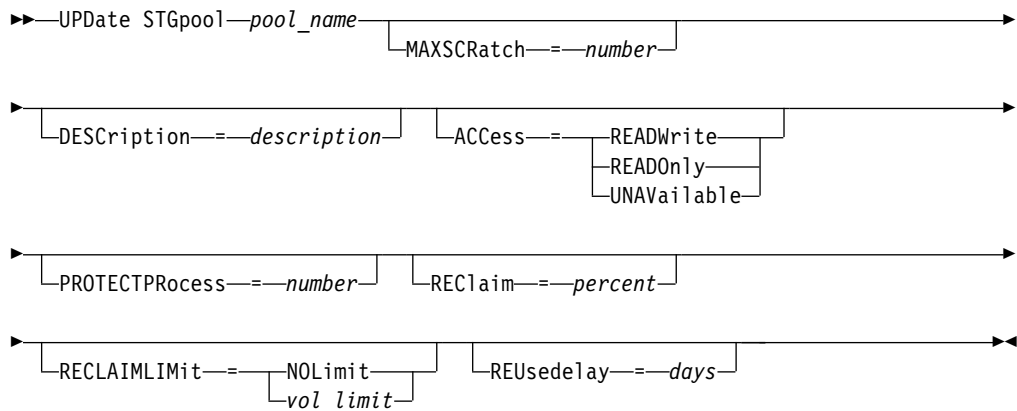 UPDate STGpool pool_name
MAXSCRatch = number
DESCription = description ACCess = READWrite
READOnly
UNAVailable
PROTECTPRocess = number REClaim = percent
RECLAIMLIMit = NOLimit REUsedelay = days
vol limit